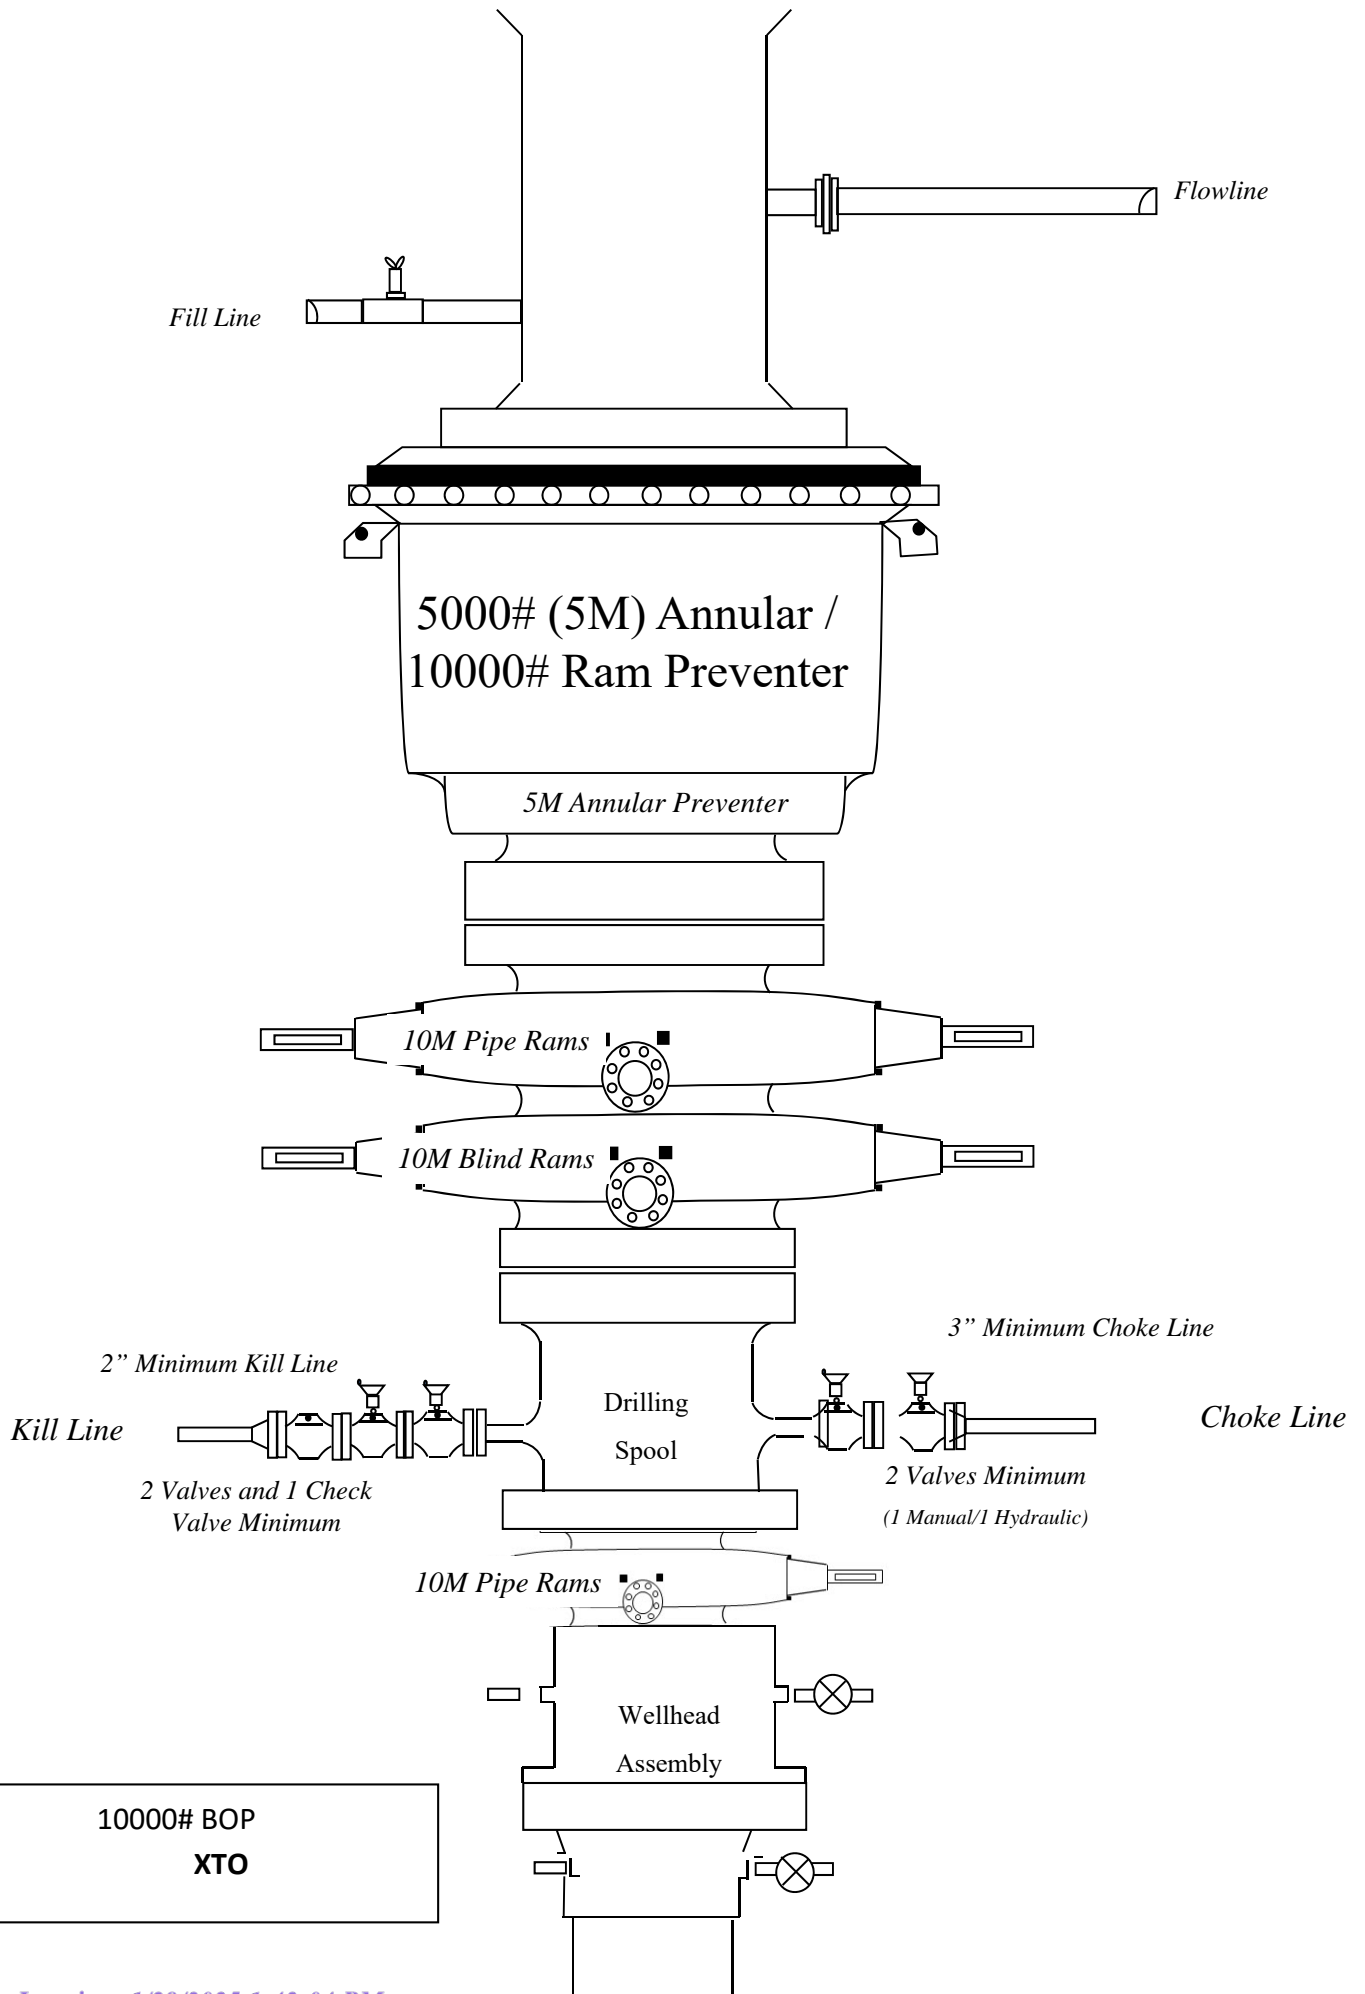 Flowline
Fill Line
5000# (5M) Annular /
10000# Ram Preventer
5M Annular Preventer
10M Pipe Rams
10M Blind Rams
3” Minimum Choke Line
2” Minimum Kill Line
Drilling
Spool
Kill Line
Choke Line
2 Valves and 1 Check
Valve Minimum
2 Valves Minimum
(1 Manual/1 Hydraulic)
10M Pipe Rams
Wellhead
Assembly
10000# BOP
XTO